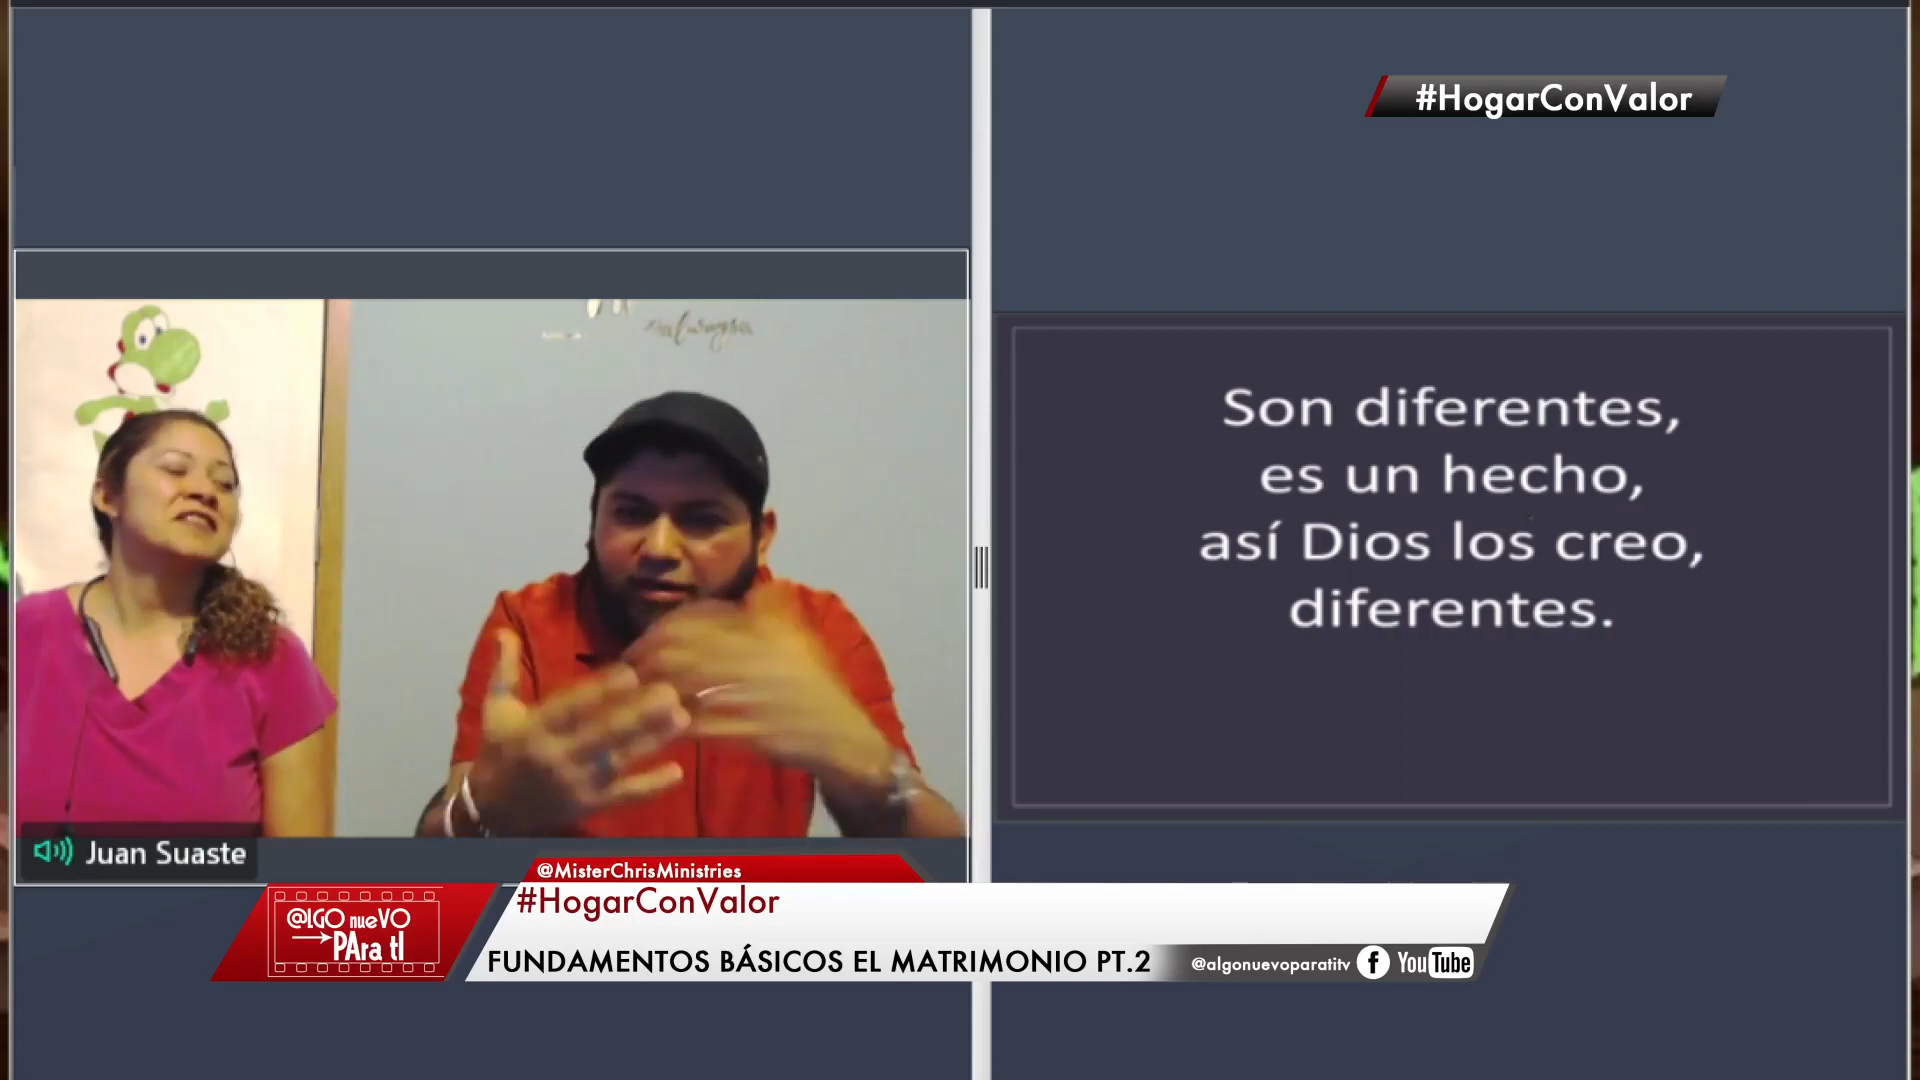 #HogarConValor
Son diferentes,
es un hecho,
así Dios los creo,
diferentes.
Juan Suaste
@MisterChrisMinistries
#HogarConValor
@LGO nueVO
PAra tI
FUNDAMENTOS BÁSICOS EL MATRIMONIO PT.2
@algonuevoparatitv f YouTube